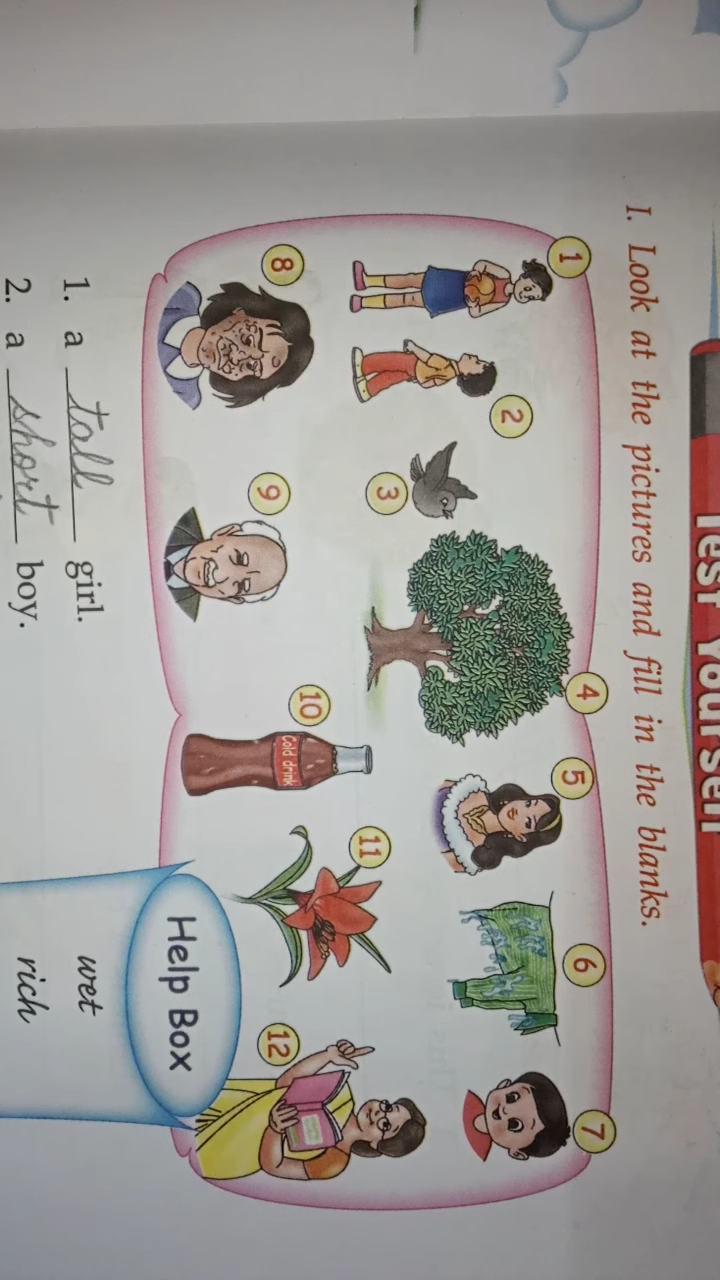 Test Yourself
I. Look at the pictures and fill in the blanks.
1
2
3
4
5
6
7
8
9
10
Cold drink
11
12
1. a tall girl.
2. a short boy.
Help Box
wet
rich